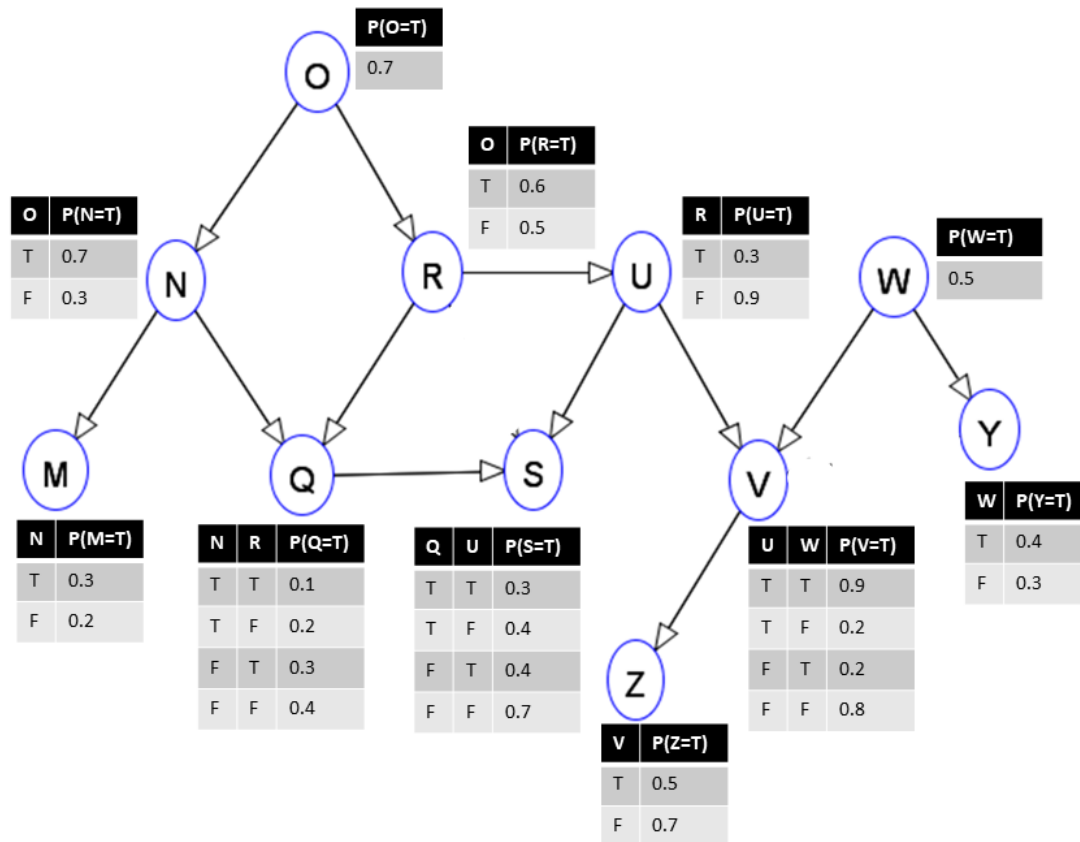 P(O=T)
0.7
O
O P(R=T)
T 0.6
F 0.5
O P(N=T)
T 0.7
F 0.3
R P(U=T)
T 0.3
F 0.9
P(W=T)
0.5
N
R
U
W
M
Q
S
V
Y
N P(M=T)
T 0.3
F 0.2
N R P(Q=T)
T T 0.1
T F 0.2
F T 0.3
F F 0.4
Q U P(S=T)
T T 0.3
T F 0.4
F T 0.4
F F 0.7
U W P(V=T)
T T 0.9
T F 0.2
F T 0.2
F F 0.8
W P(Y=T)
T 0.4
F 0.3
Z
V P(Z=T)
T 0.5
F 0.7